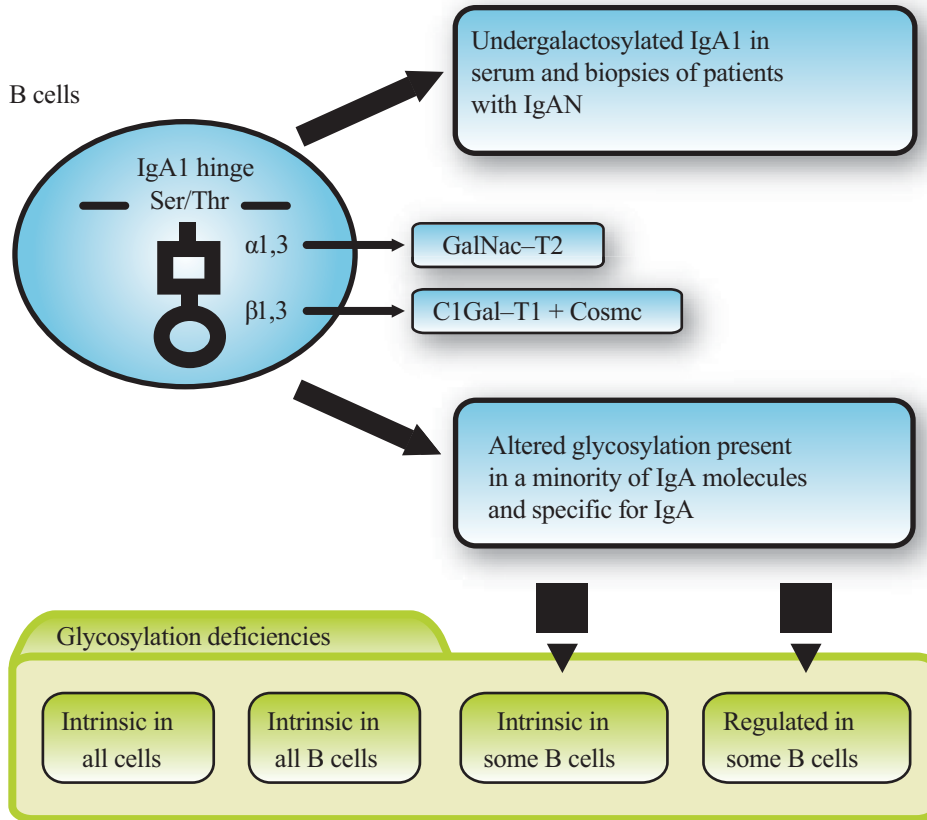 Undergalactosylated IgA1 in
serum and biopsies of patients
with IgAN
B cells
IgA1 hinge
Ser/Thr
α1,3
GalNac–T2
β1,3
C1Gal–T1 + Cosmc
Altered glycosylation present
in a minority of IgA molecules
and specific for IgA
Glycosylation deficiencies
Intrinsic in
all cells
Intrinsic in
all B cells
Intrinsic in
some B cells
Regulated in
some B cells